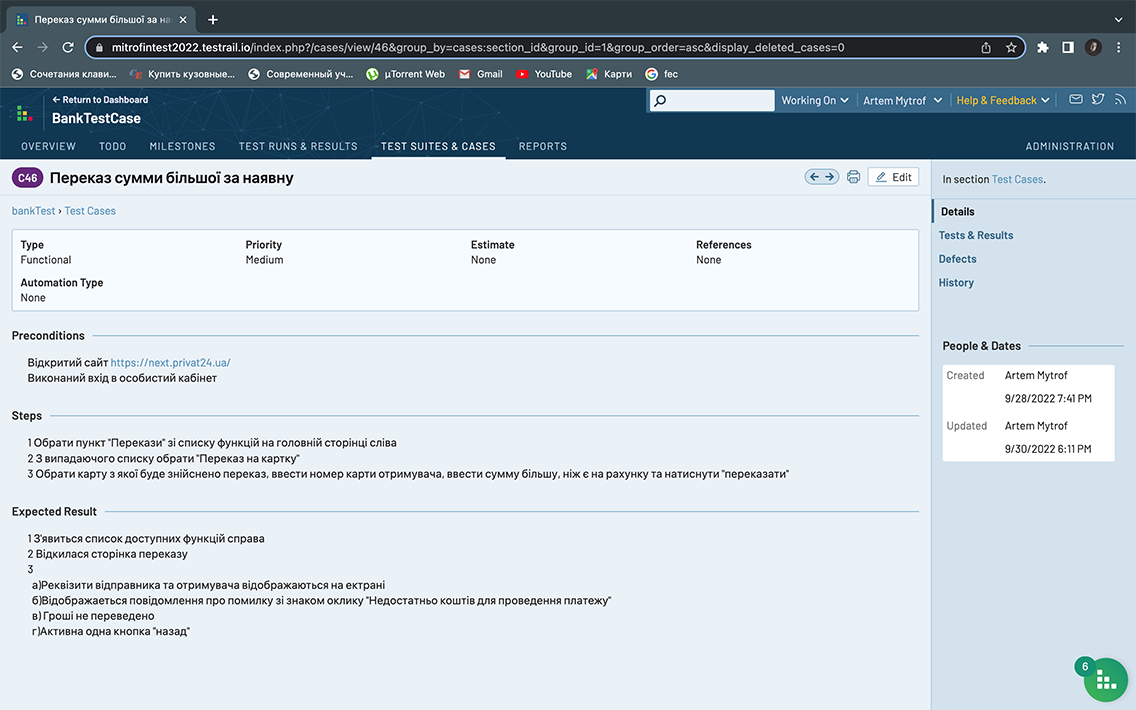 Переказ сумми більшої за ная
mitrofintest2022.testrail.io/index.php?/cases/view/46&group_by=cases:section_id&group_id=1&group_order=asc&display_deleted_cases=0
Сочетания клави... Купить кузовные... Современный уч... µTorrent Web Gmail YouTube Карти fec
← Return to Dashboard
BankTestCase
Working On Artem Mytrof Help & Feedback
OVERVIEW TODO MILESTONES TEST RUNS & RESULTS TEST SUITES & CASES REPORTS ADMINISTRATION
C46 Переказ сумми більшої за наявну
Edit
bankTest › Test Cases
Type Priority Estimate References
Functional Medium None None
Automation Type
None
Preconditions
Відкритий сайт https://next.privat24.ua/
Виконаний вхід в особистий кабінет
Steps
1 Обрати пункт "Перекази" зі списку функцій на головній сторінці сліва
2 З випадаючого списку обрати "Переказ на картку"
3 Обрати карту з якої буде знійснено переказ, ввести номер карти отримувача, ввести сумму більшу, ніж є на рахунку та натиснути "переказати"
Expected Result
1 З'явиться список доступних функцій справа
2 Відкилася сторінка переказу
3
а)Реквізити відправника та отримувача відображаються на ектрані
б)Відображається повідомлення про помилку зі знаком оклику "Недостатньо коштів для проведення платежу"
в) Гроші не переведено
г)Активна одна кнопка "назад"
In section Test Cases.
Details
Tests & Results
Defects
History
People & Dates
Created Artem Mytrof
9/28/2022 7:41 PM
Updated Artem Mytrof
9/30/2022 6:11 PM
6